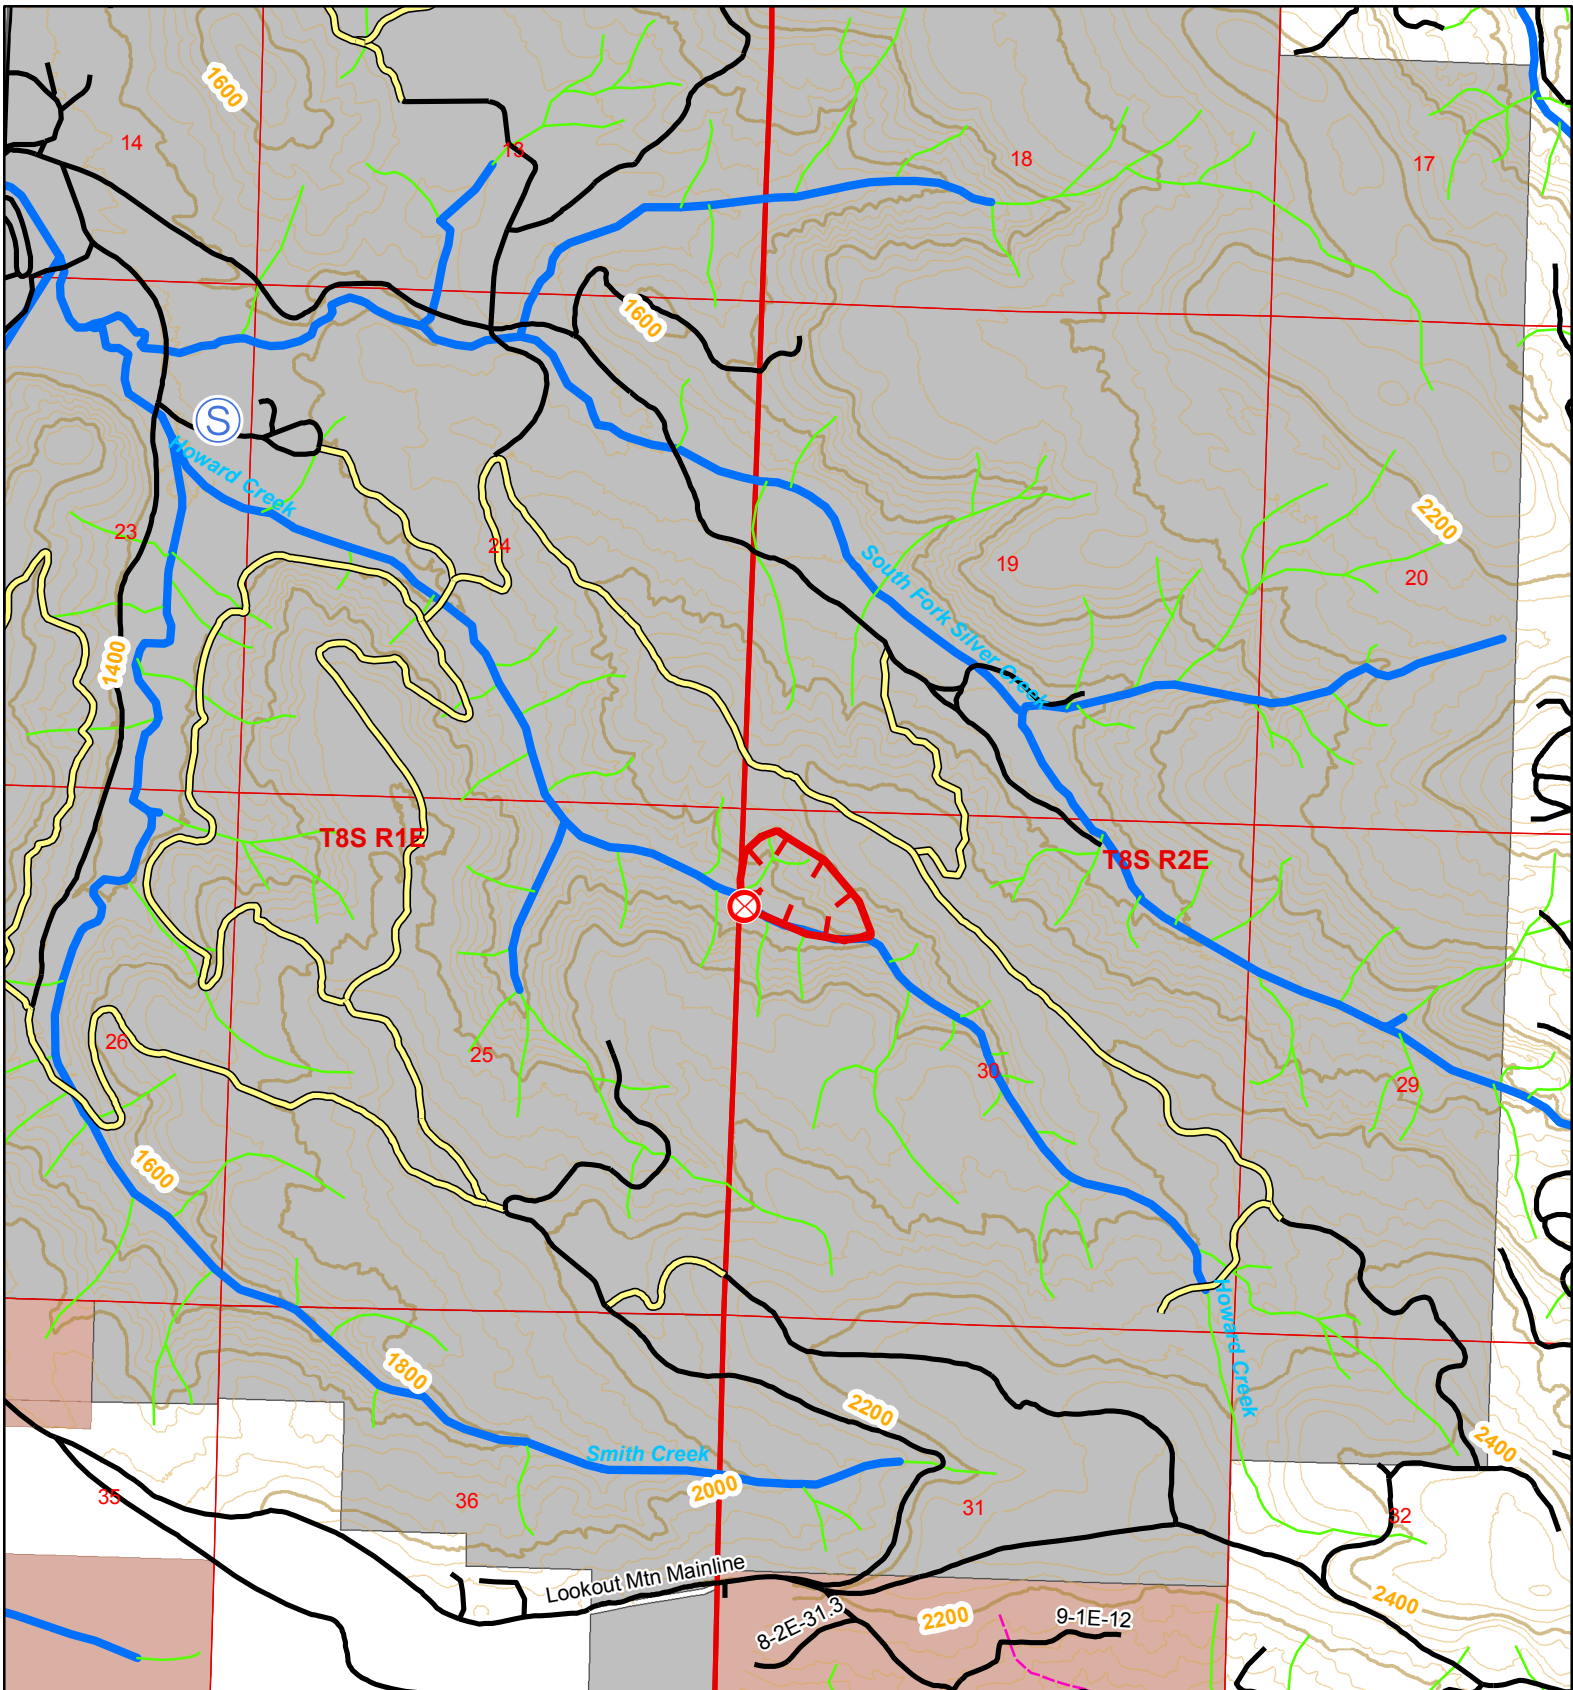 1600
14
13
18
17
1600
S
Howard Creek
2200
23
24
South Fork Silver Creek
19
20
1400
T8S R1E
T8S R2E
26
25
30
29
1600
Howard Creek
1800
2200
2400
Smith Creek
2000
35
36
31
32
Lookout Mtn Mainline
8-2E-31.3
2200
9-1E-12
2400